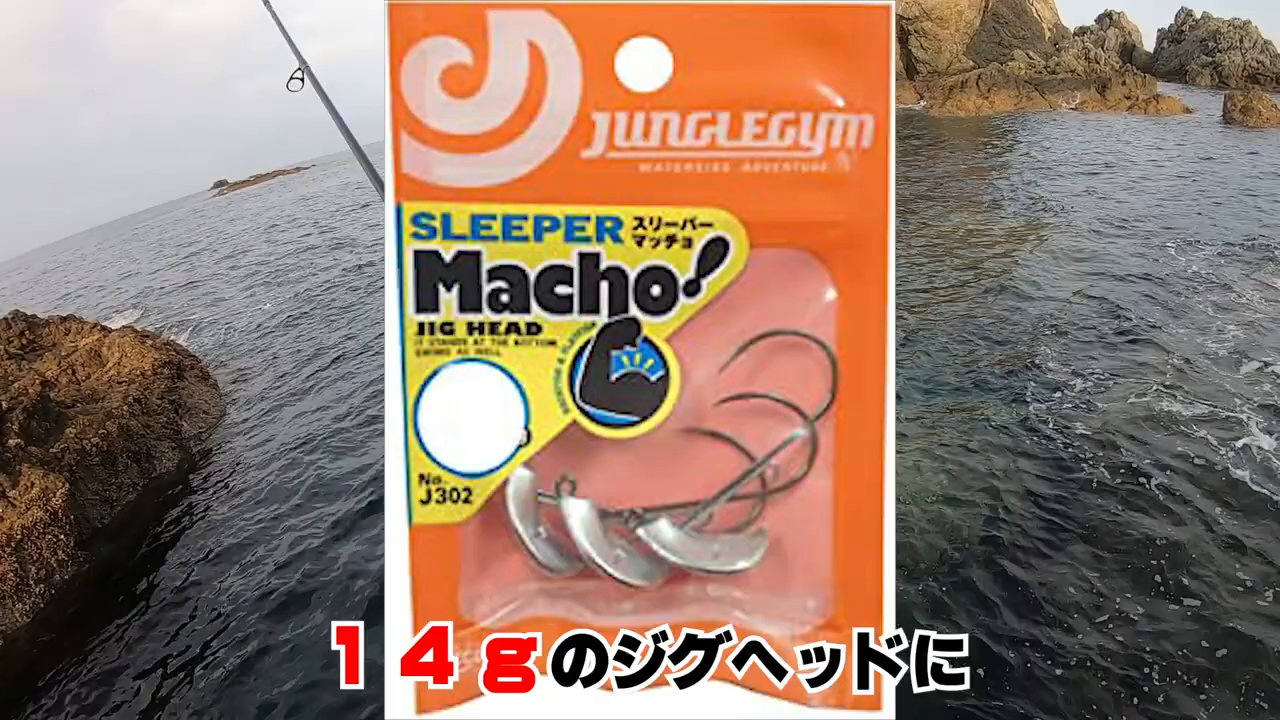 JUNGLEGYM
WATERSIDE ADVENTURE
SLEEPER スリーパー
マッチョ
Macho!
JIG HEAD
IT STANDS AT THE BOTTOM
SWIMS AS WELL
No.
J302
14gのジグヘッドに